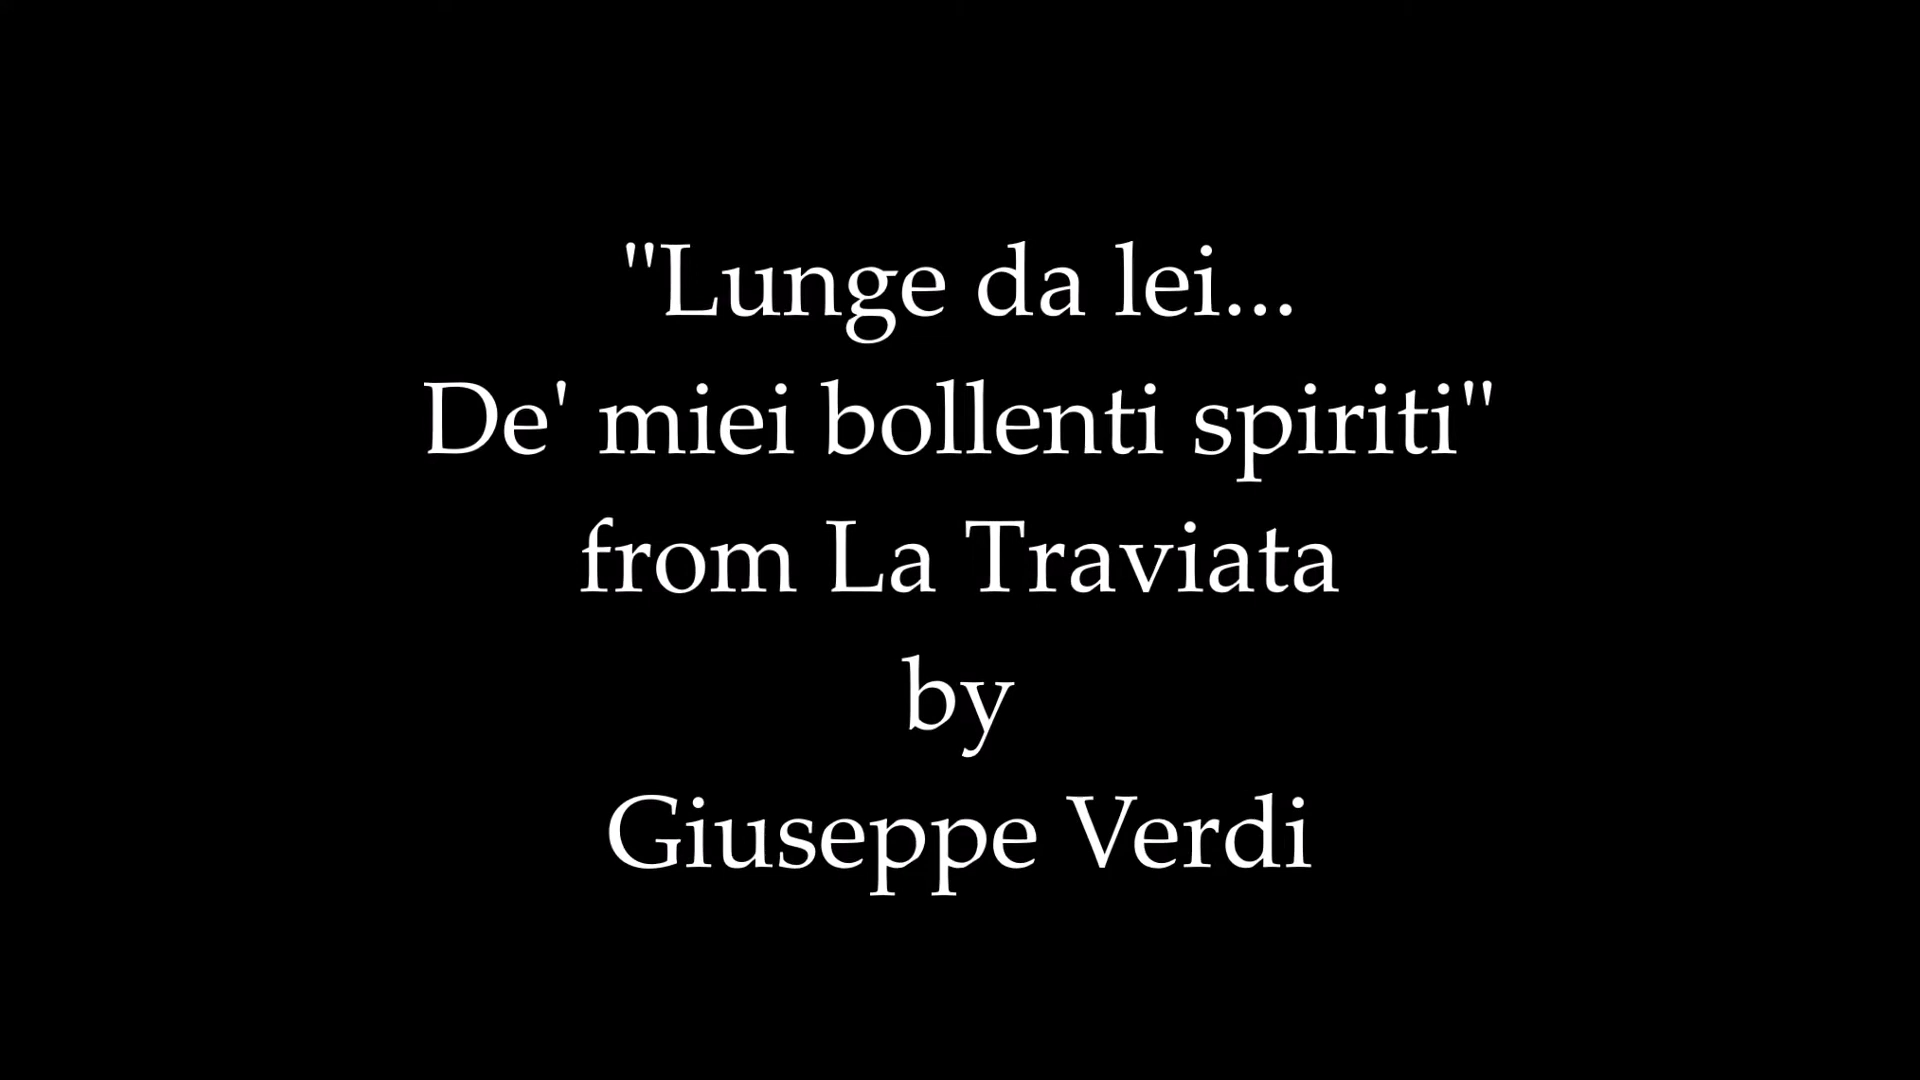 "Lunge da lei...
De' miei bollenti spiriti"
from La Traviata
by
Giuseppe Verdi